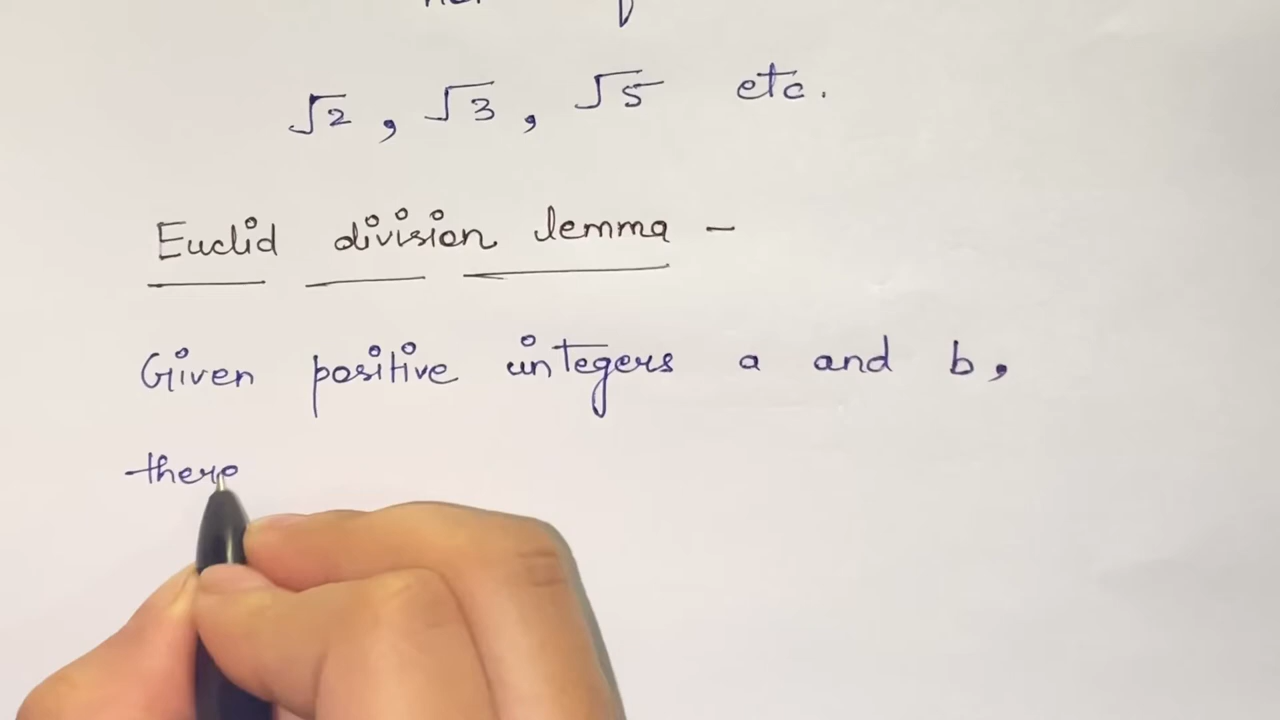 √2 , √3 , √5 etc.
Euclid division lemma -
Given positive integers a and b,
there